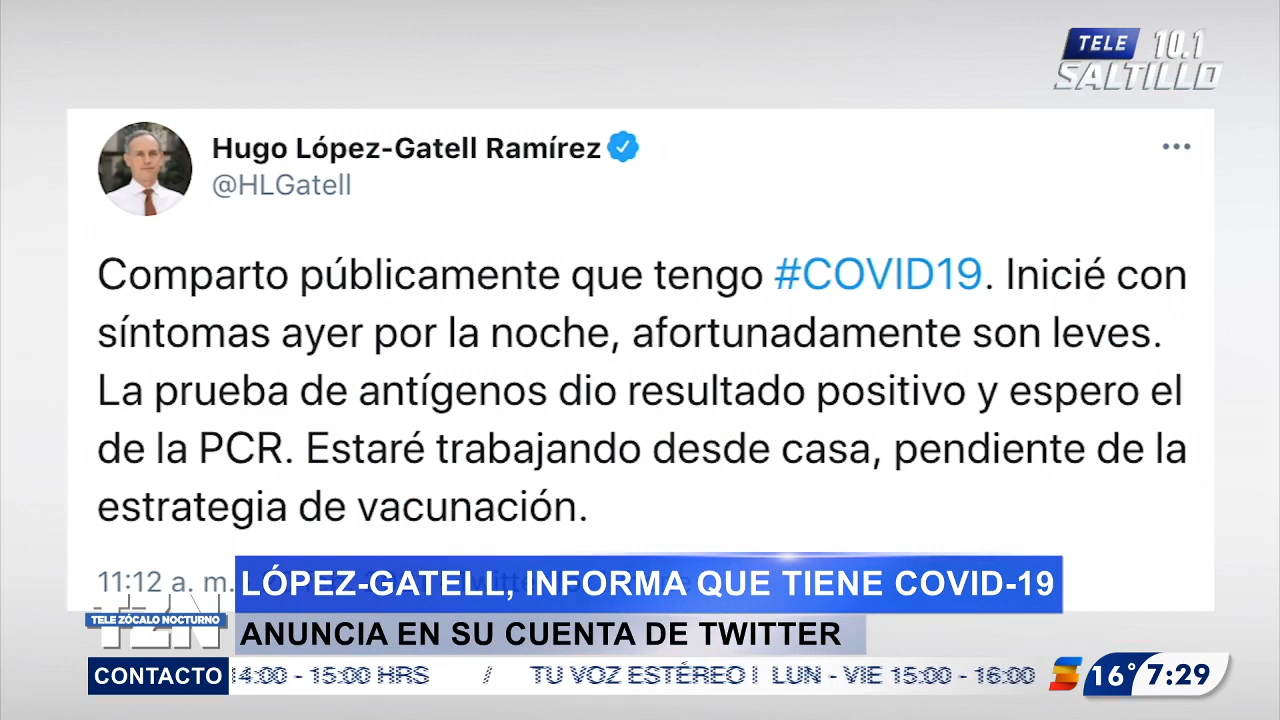 TELE 10.1
SALTILLO
Hugo López-Gatell Ramírez
@HLGatell
Comparto públicamente que tengo #COVID19. Inicié con
síntomas ayer por la noche, afortunadamente son leves.
La prueba de antígenos dio resultado positivo y espero el
de la PCR. Estaré trabajando desde casa, pendiente de la
estrategia de vacunación.
11:12 a. m.
LÓPEZ-GATELL, INFORMA QUE TIENE COVID-19
TZN
TELE ZÓCALO NOCTURNO
ANUNCIA EN SU CUENTA DE TWITTER
CONTACTO 14:00 - 15:00 HRS / TU VOZ ESTÉREO | LUN - VIE 15:00 - 16:00
16° 7:29